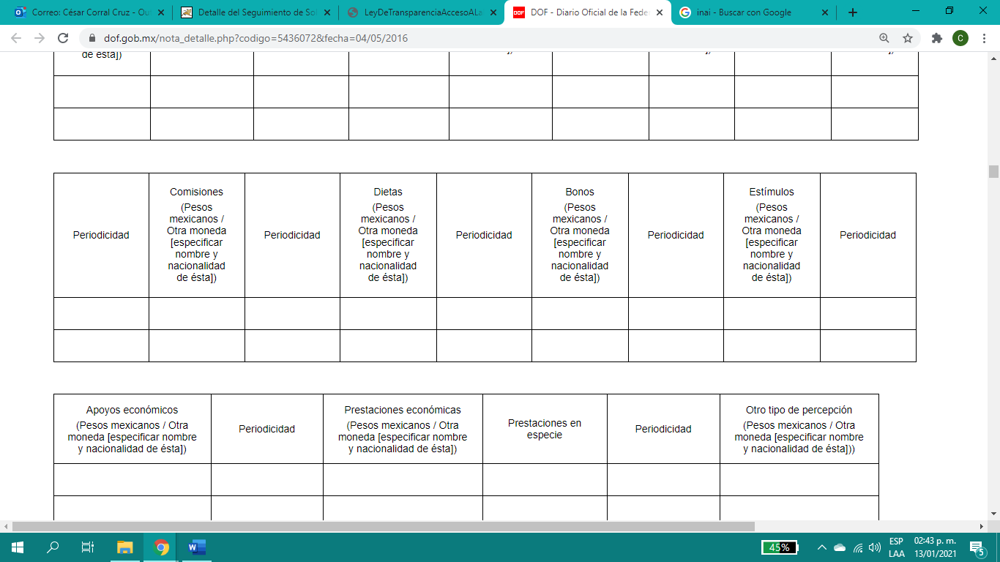 Correo: César Corral Cruz - Out
Detalle del Seguimiento de Sol
LeyDeTransparenciaAccesoALa
DOF - Diario Oficial de la Feder
inai - Buscar con Google
dof.gob.mx/nota_detalle.php?codigo=5436072&fecha=04/05/2016
C
de ésta])
Periodicidad
Comisiones
(Pesos
mexicanos /
Otra moneda
[especificar
nombre y
nacionalidad
de ésta])
Periodicidad
Dietas
(Pesos
mexicanos /
Otra moneda
[especificar
nombre y
nacionalidad
de ésta])
Periodicidad
Bonos
(Pesos
mexicanos /
Otra moneda
[especificar
nombre y
nacionalidad
de ésta])
Periodicidad
Estímulos
(Pesos
mexicanos /
Otra moneda
[especificar
nombre y
nacionalidad
de ésta])
Periodicidad
Apoyos económicos
(Pesos mexicanos / Otra
moneda [especificar nombre
y nacionalidad de ésta])
Periodicidad
Prestaciones económicas
(Pesos mexicanos / Otra
moneda [especificar nombre
y nacionalidad de ésta])
Prestaciones en
especie
Periodicidad
Otro tipo de percepción
(Pesos mexicanos / Otra
moneda [especificar nombre
y nacionalidad de ésta]))
45%
ESP
LAA
02:43 p. m.
13/01/2021
5